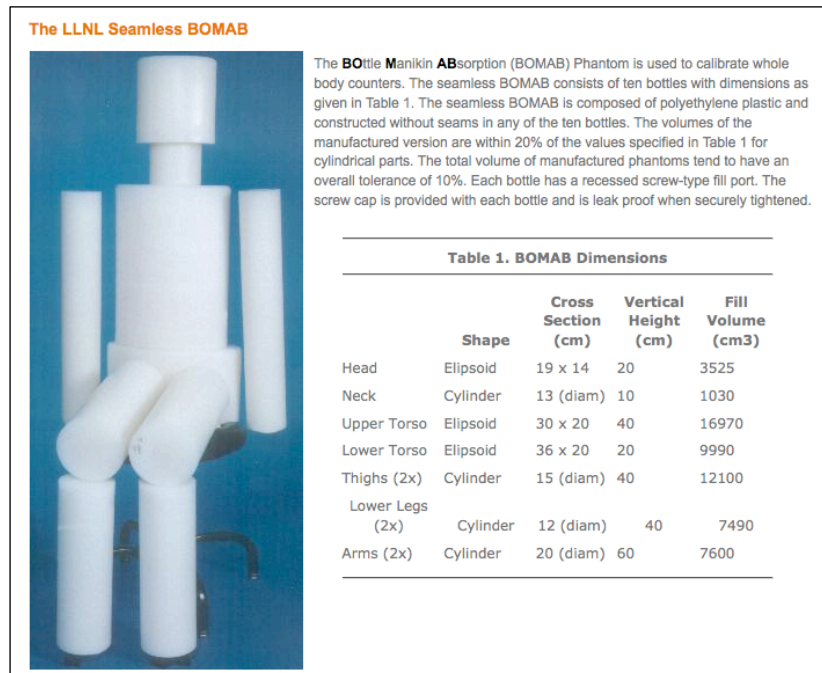 The LLNL Seamless BOMAB
The BOttle Manikin ABsorption (BOMAB) Phantom is used to calibrate whole
body counters. The seamless BOMAB consists of ten bottles with dimensions as
given in Table 1. The seamless BOMAB is composed of polyethylene plastic and
constructed without seams in any of the ten bottles. The volumes of the
manufactured version are within 20% of the values specified in Table 1 for
cylindrical parts. The total volume of manufactured phantoms tend to have an
overall tolerance of 10%. Each bottle has a recessed screw-type fill port. The
screw cap is provided with each bottle and is leak proof when securely tightened.
Table 1. BOMAB Dimensions
Shape Cross Section (cm) Vertical Height (cm) Fill Volume (cm3)
Head Elipsoid 19 x 14 20 3525
Neck Cylinder 13 (diam) 10 1030
Upper Torso Elipsoid 30 x 20 40 16970
Lower Torso Elipsoid 36 x 20 20 9990
Thighs (2x) Cylinder 15 (diam) 40 12100
Lower Legs (2x) Cylinder 12 (diam) 40 7490
Arms (2x) Cylinder 20 (diam) 60 7600